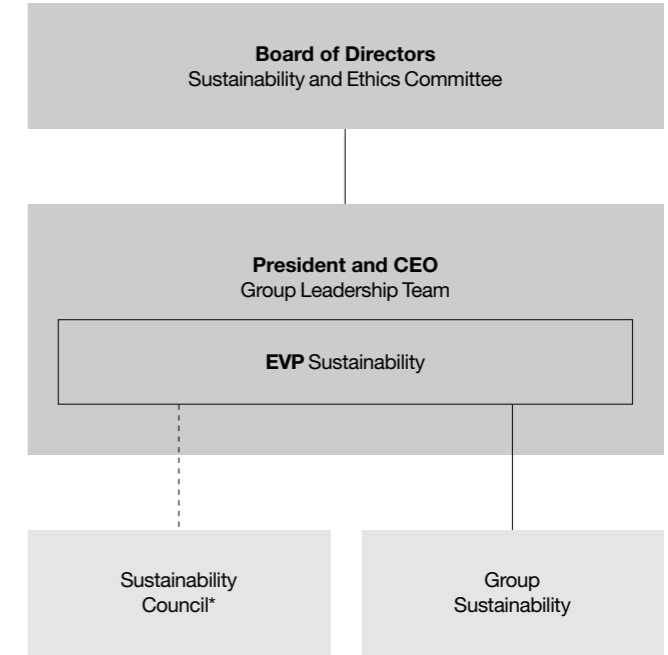 Board of Directors
Sustainability and Ethics Committee
President and CEO
Group Leadership Team
EVP Sustainability
Sustainability
Council*
Group
Sustainability